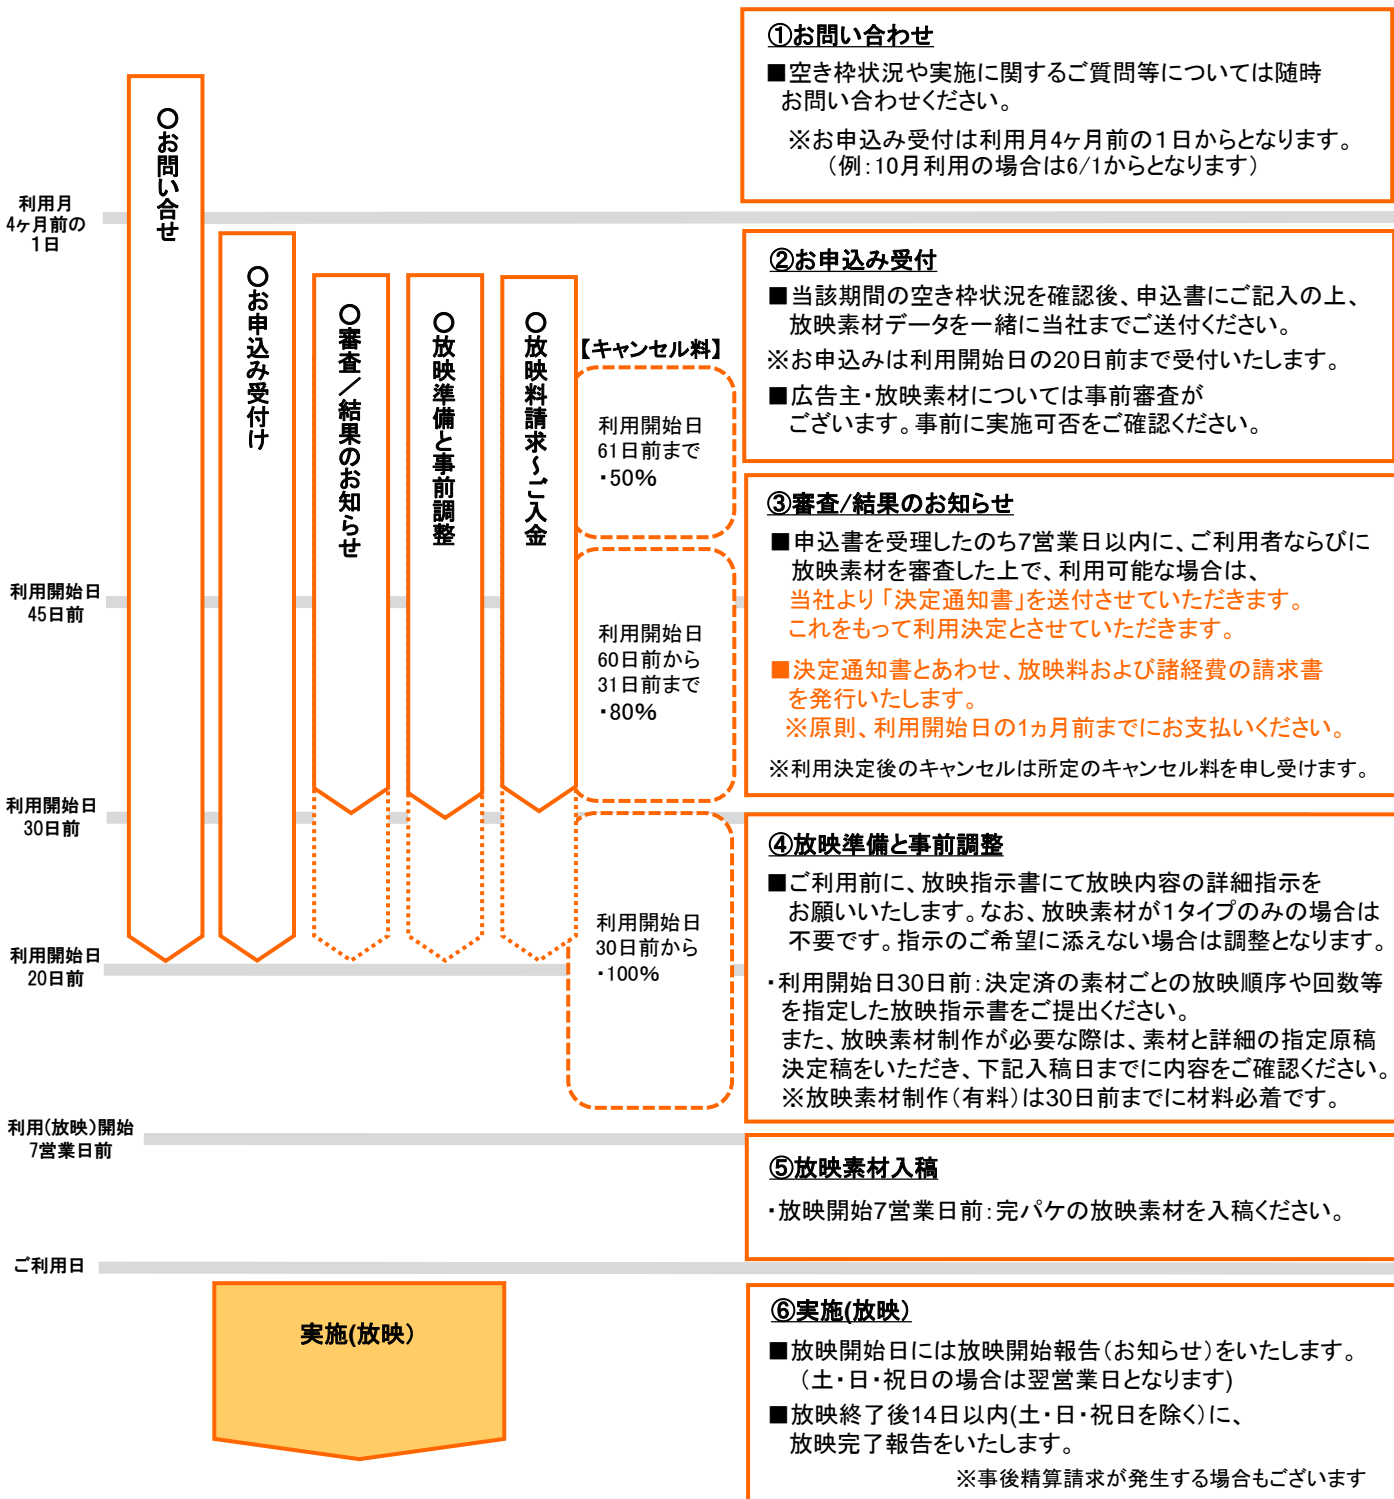 ①お問い合わせ
■空き枠状況や実施に関するご質問等については随時
お問い合わせください。
※お申込み受付は利用月4ヶ月前の1日からとなります。
（例：10月利用の場合は6/1からとなります）
利用月
4ヶ月前の
1日
〇お問い合せ
〇お申込み受付け
〇審査／結果のお知らせ
〇放映準備と事前調整
〇放映料請求～ご入金
【キャンセル料】
利用開始日
61日前まで
・50%
利用開始日
60日前から
31日前まで
・80%
利用開始日
30日前から
・100%
②お申込み受付
■当該期間の空き枠状況を確認後、申込書にご記入の上、
放映素材データを一緒に当社までご送付ください。
※お申込みは利用開始日の20日前まで受付いたします。
■広告主・放映素材については事前審査が
ございます。事前に実施可否をご確認ください。
利用開始日
45日前
③審査/結果のお知らせ
■申込書を受理したのち7営業日以内に、ご利用者ならびに
放映素材を審査した上で、利用可能な場合は、
当社より「決定通知書」を送付させていただきます。
これをもって利用決定とさせていただきます。
■決定通知書とあわせ、放映料および諸経費の請求書
を発行いたします。
※原則、利用開始日の1ヵ月前までにお支払いください。
※利用決定後のキャンセルは所定のキャンセル料を申し受けます。
利用開始日
30日前
④放映準備と事前調整
■ご利用前に、放映指示書にて放映内容の詳細指示を
お願いいたします。なお、放映素材が1タイプのみの場合は
不要です。指示のご希望に添えない場合は調整となります。
・利用開始日30日前：決定済の素材ごとの放映順序や回数等
を指定した放映指示書をご提出ください。
また、放映素材制作が必要な際は、素材と詳細の指定原稿
決定稿をいただき、下記入稿日までに内容をご確認ください。
※放映素材制作（有料）は30日前までに材料必着です。
利用開始日
20日前
利用(放映）開始
7営業日前
⑤放映素材入稿
・放映開始7営業日前：完パケの放映素材を入稿ください。
ご利用日
実施(放映）
⑥実施(放映）
■放映開始日には放映開始報告（お知らせ）をいたします。
（土・日・祝日の場合は翌営業日となります)
■放映終了後14日以内(土・日・祝日を除く）に、
放映完了報告をいたします。
※事後精算請求が発生する場合もございます